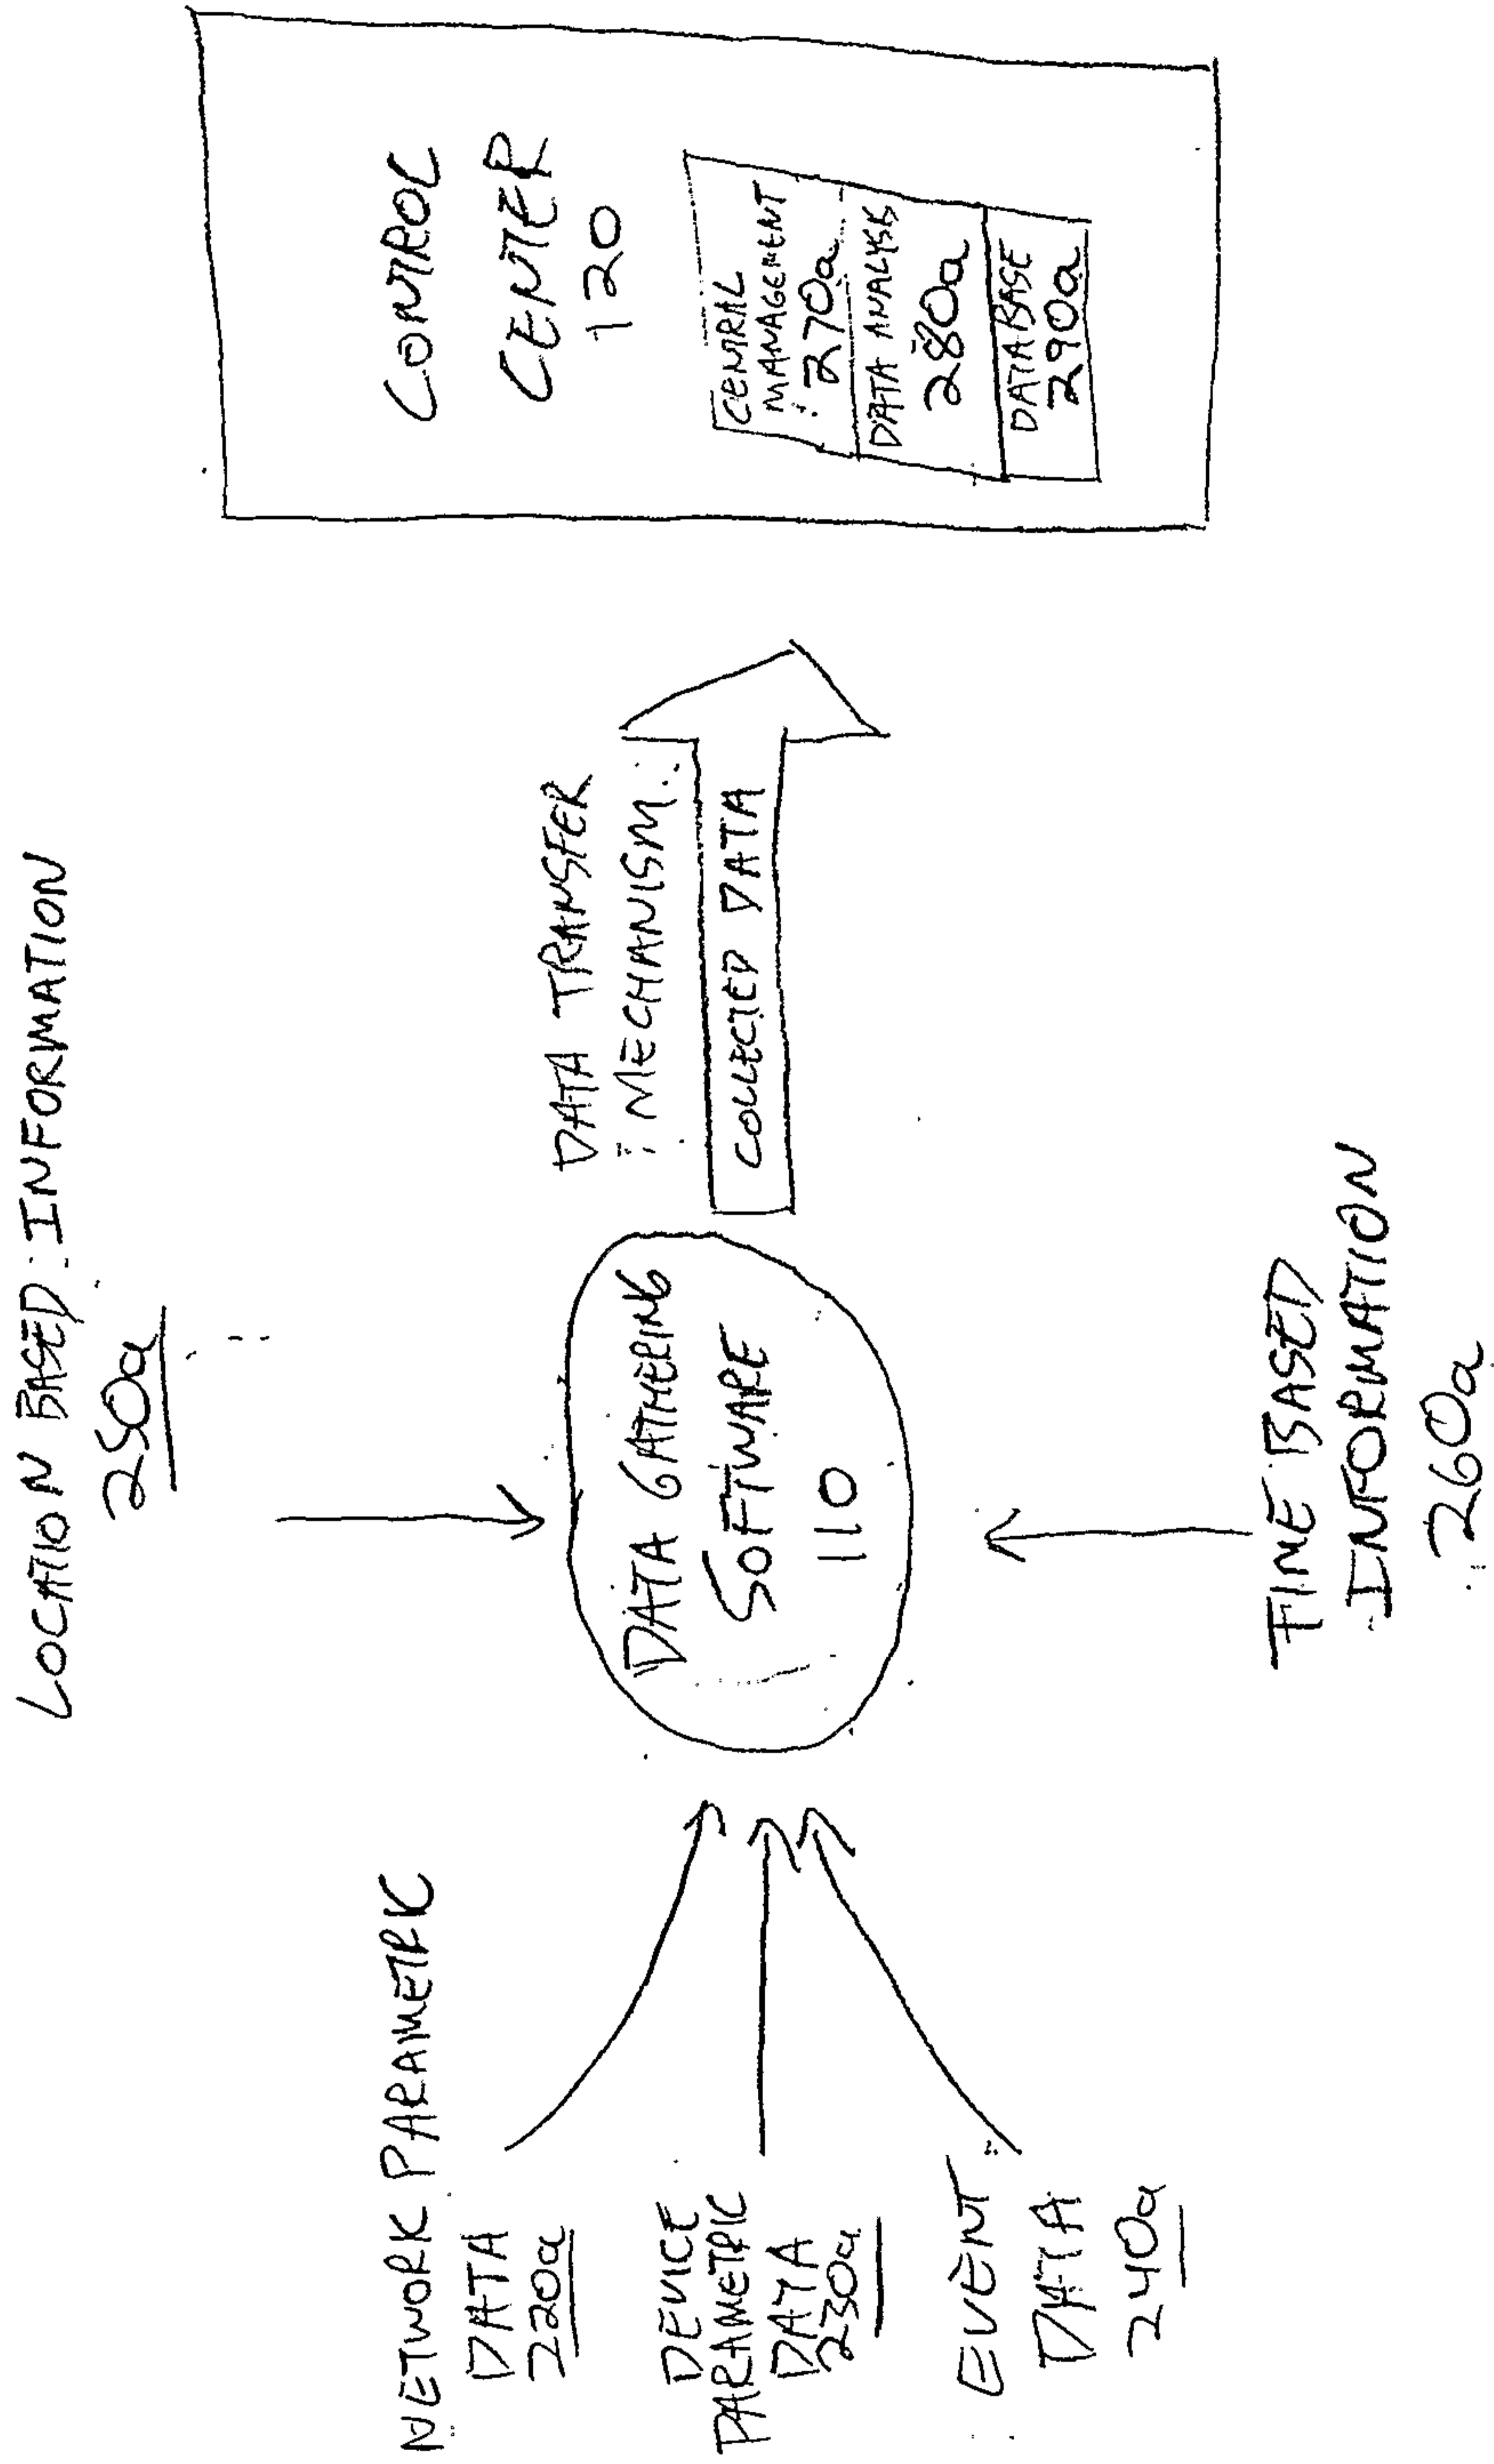 LOCATION BASED INFORMATION
250a
NETWORK PARAMETRIC
DATA
220a
DEVICE
PARAMETRIC
DATA
230a
EVENT
DATA
240a
DATA GATHERING
SOFTWARE
110
TIME BASED
INFORMATION
260a
DATA TRANSFER
MECHANISM
COLLECTED DATA
CONTROL
CENTER
120
CENTRAL
MANAGEMENT
270a
DATA ANALYSIS
280a
DATABASE
290a